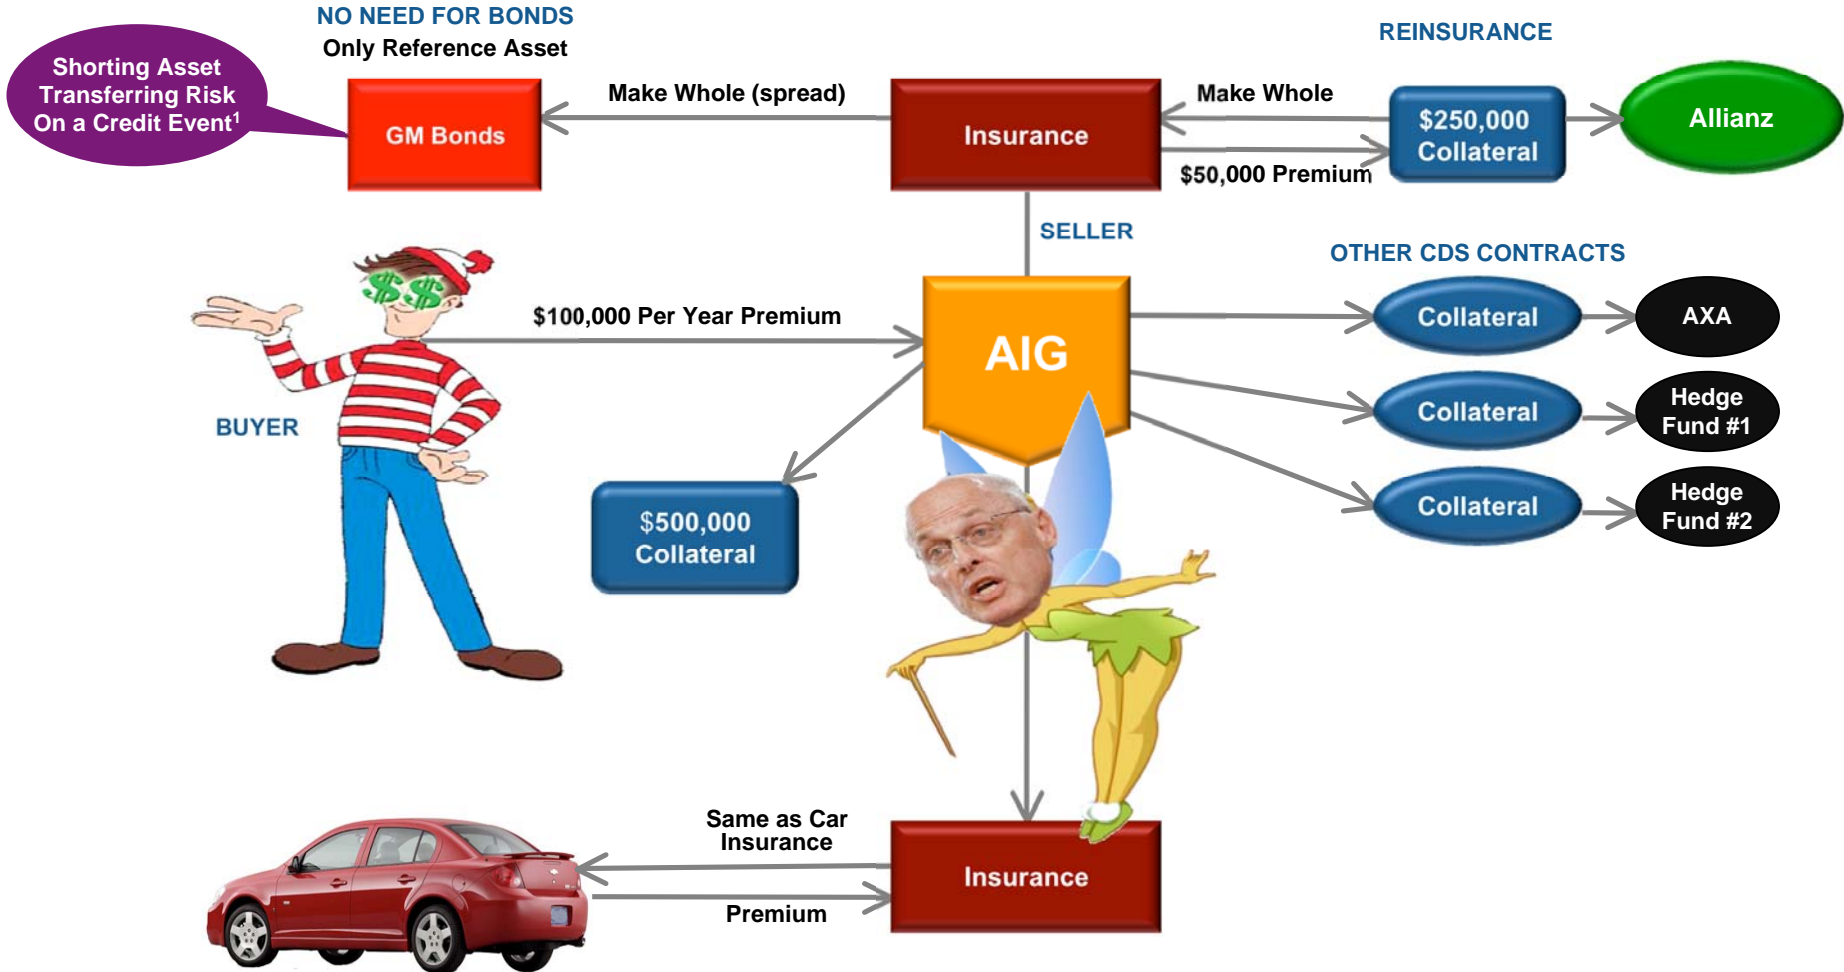 NO NEED FOR BONDS
Only Reference Asset
REINSURANCE
Shorting Asset
Transferring Risk
On a Credit Event¹
GM Bonds
Make Whole (spread)
Insurance
Make Whole
$50,000 Premium
$250,000
Collateral
Allianz
SELLER
OTHER CDS CONTRACTS
$$
BUYER
$100,000 Per Year Premium
AIG
Collateral
AXA
Collateral
Hedge
Fund #1
Collateral
Hedge
Fund #2
$500,000
Collateral
Same as Car
Insurance
Premium
Insurance